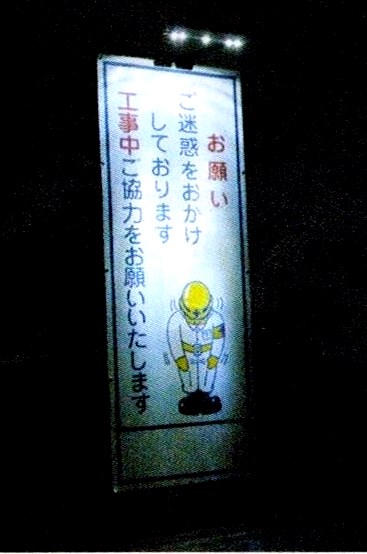 お願い
ご迷惑をおかけ
しております
工事中ご協力をお願いいたします